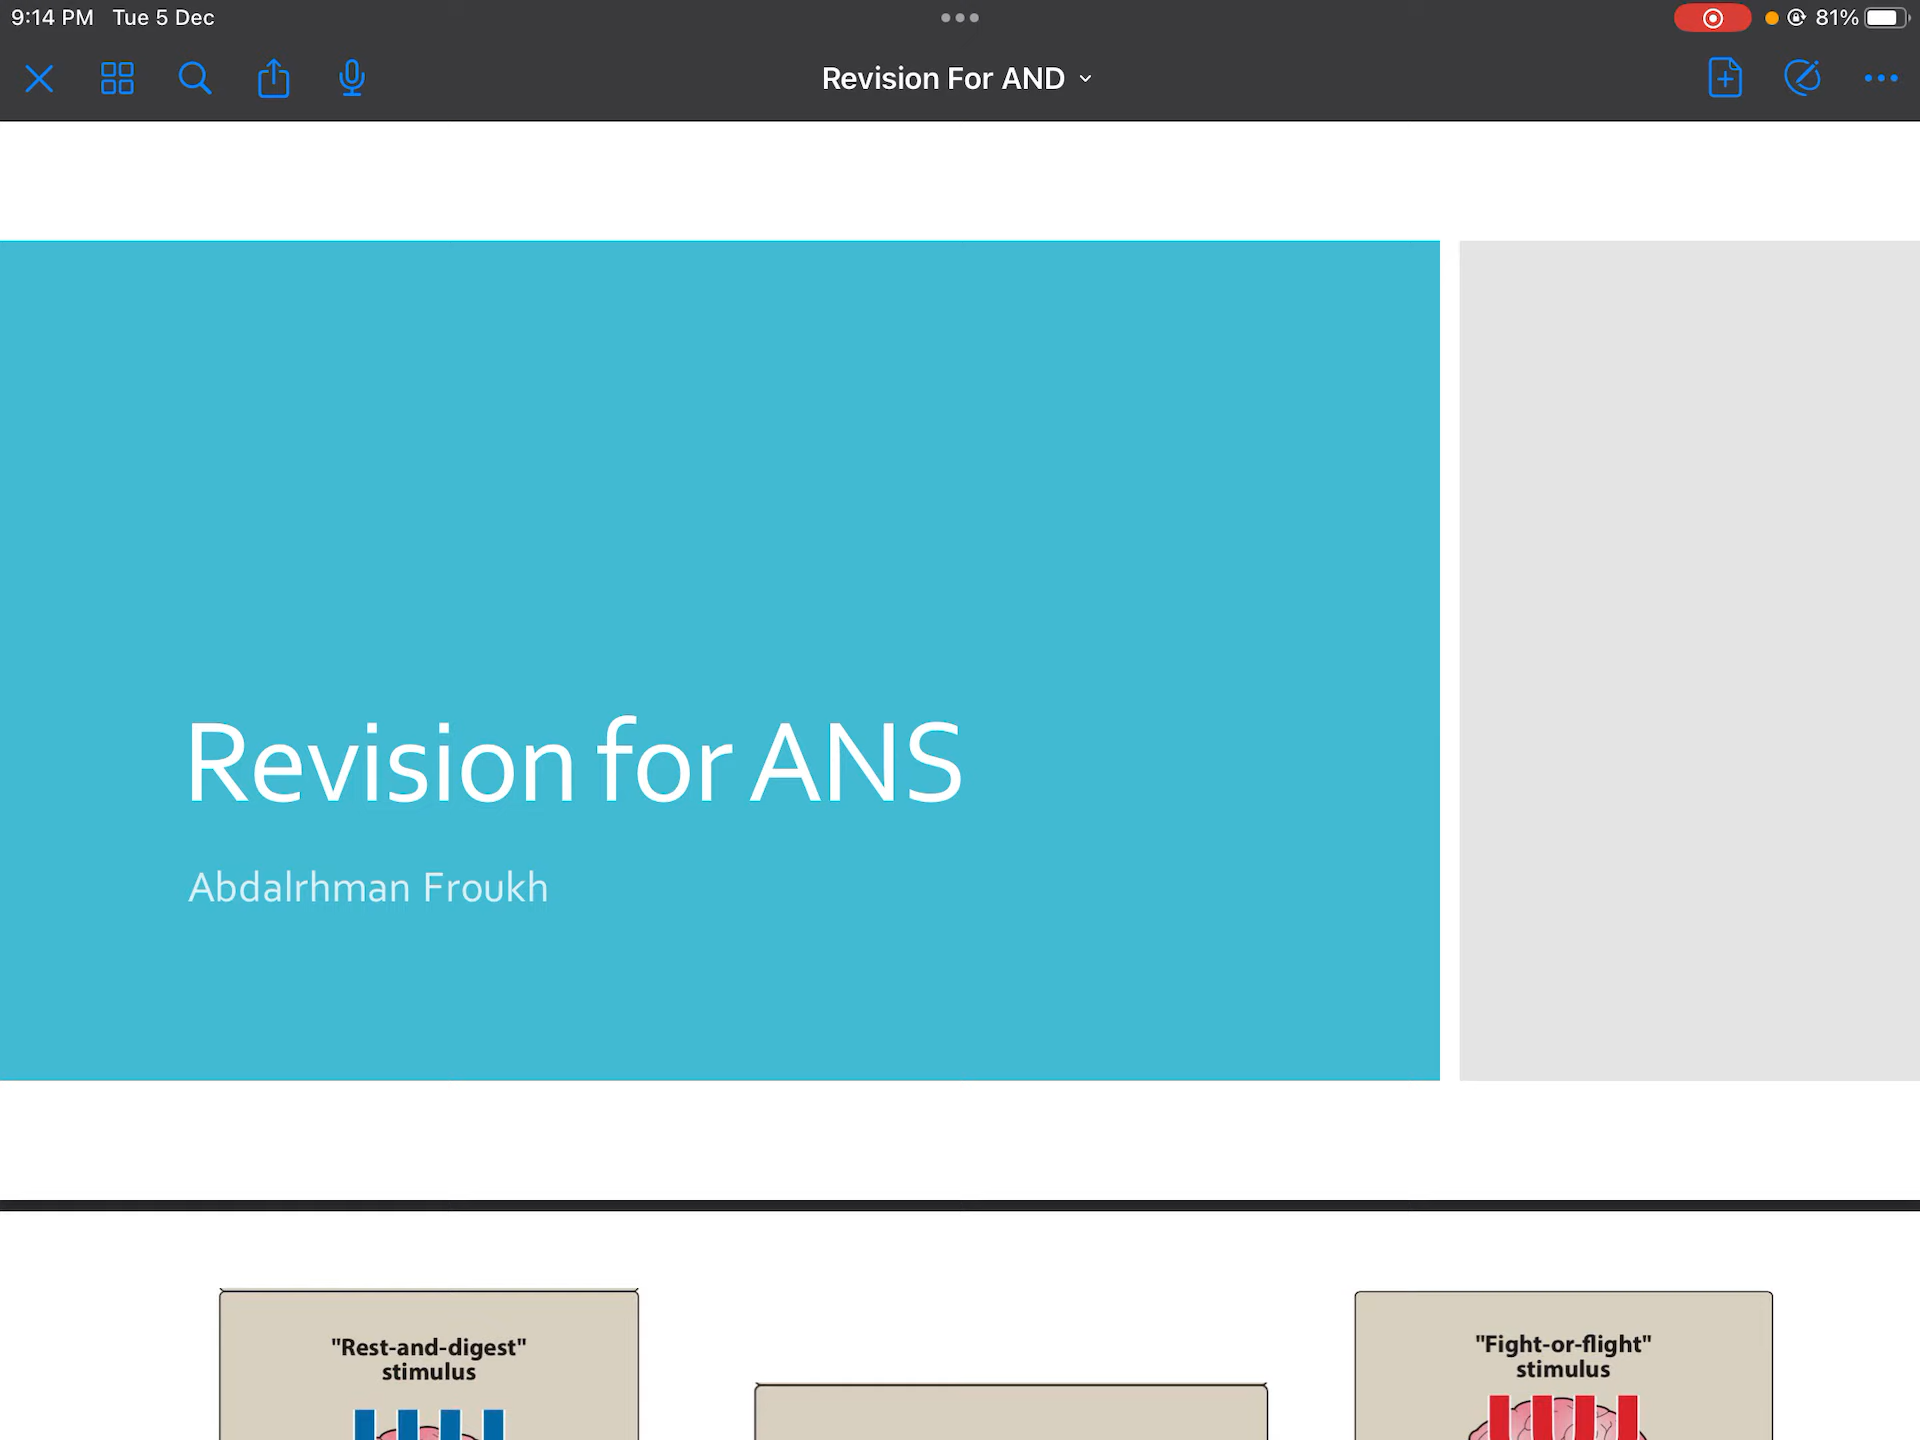 9:14 PM Tue 5 Dec
81%
Revision For AND
Revision for ANS
Abdalrhman Froukh
"Rest-and-digest"
stimulus
"Fight-or-flight"
stimulus